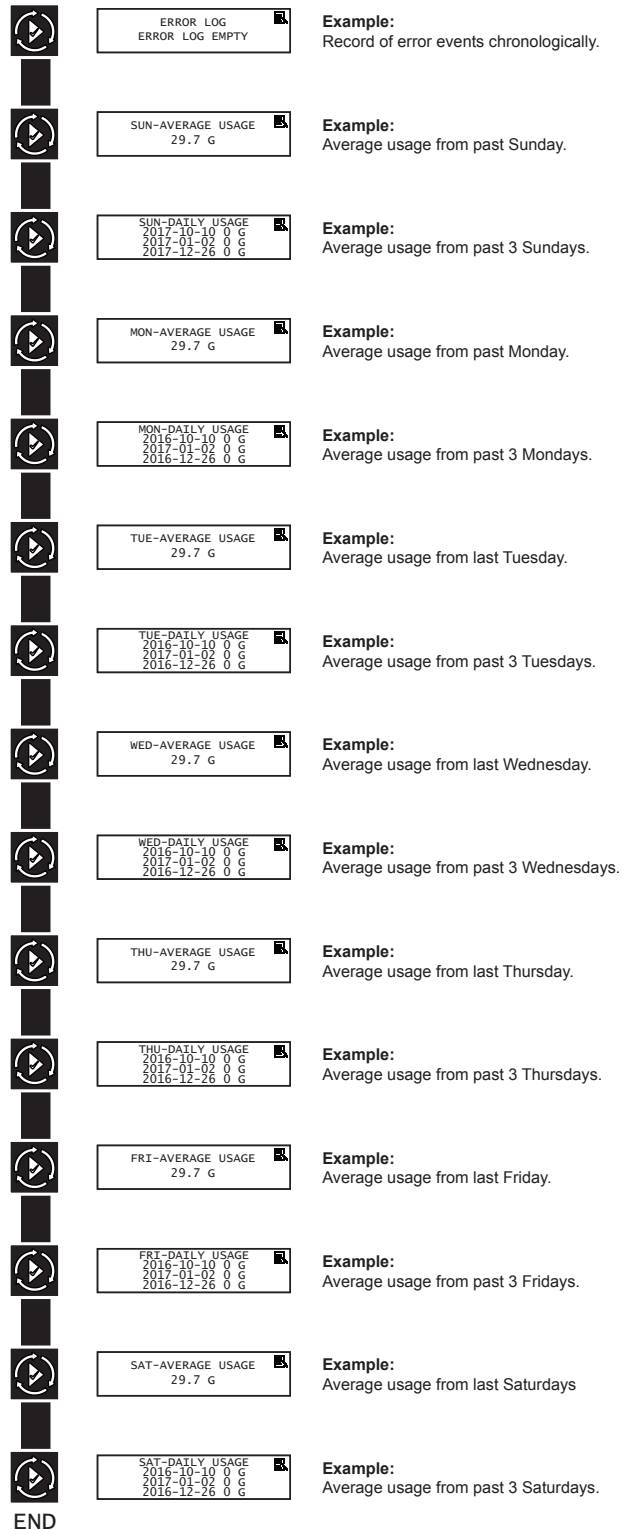 ERROR LOG
ERROR LOG EMPTY
Example:
Record of error events chronologically.
SUN-AVERAGE USAGE
29.7 G
Example:
Average usage from past Sunday.
SUN-DAILY USAGE
2017-10-10 0 G
2017-01-02 0 G
2017-12-26 0 G
Example:
Average usage from past 3 Sundays.
MON-AVERAGE USAGE
29.7 G
Example:
Average usage from past Monday.
MON-DAILY USAGE
2016-10-10 0 G
2017-01-02 0 G
2016-12-26 0 G
Example:
Average usage from past 3 Mondays.
TUE-AVERAGE USAGE
29.7 G
Example:
Average usage from last Tuesday.
TUE-DAILY USAGE
2016-10-10 0 G
2017-01-02 0 G
2016-12-26 0 G
Example:
Average usage from past 3 Tuesdays.
WED-AVERAGE USAGE
29.7 G
Example:
Average usage from last Wednesday.
WED-DAILY USAGE
2016-10-10 0 G
2017-01-02 0 G
2016-12-26 0 G
Example:
Average usage from past 3 Wednesdays.
THU-AVERAGE USAGE
29.7 G
Example:
Average usage from last Thursday.
THU-DAILY USAGE
2016-10-10 0 G
2017-01-02 0 G
2016-12-26 0 G
Example:
Average usage from past 3 Thursdays.
FRI-AVERAGE USAGE
29.7 G
Example:
Average usage from last Friday.
FRI-DAILY USAGE
2016-10-10 0 G
2017-01-02 0 G
2016-12-26 0 G
Example:
Average usage from past 3 Fridays.
SAT-AVERAGE USAGE
29.7 G
Example:
Average usage from last Saturdays
SAT-DAILY USAGE
2016-10-10 0 G
2017-01-02 0 G
2016-12-26 0 G
Example:
Average usage from past 3 Saturdays.
END